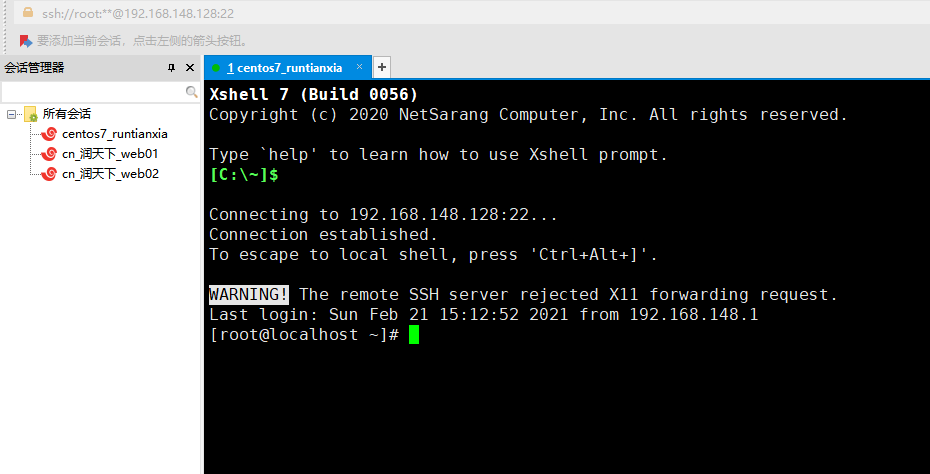 ssh://root:**@192.168.148.128:22
要添加当前会话，点击左侧的箭头按钮。
会话管理器
1 centos7_runtianxia × +
所有会话
centos7_runtianxia
cn_润天下_web01
cn_润天下_web02
Xshell 7 (Build 0056)
Copyright (c) 2020 NetSarang Computer, Inc. All rights reserved.
Type `help' to learn how to use Xshell prompt.
[C:\~]$
Connecting to 192.168.148.128:22...
Connection established.
To escape to local shell, press 'Ctrl+Alt+]'.
WARNING! The remote SSH server rejected X11 forwarding request.
Last login: Sun Feb 21 15:12:52 2021 from 192.168.148.1
[root@localhost ~]#